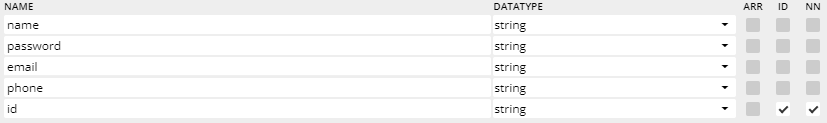 NAME DATATYPE ARR ID NN
name string
password string
email string
phone string
id string